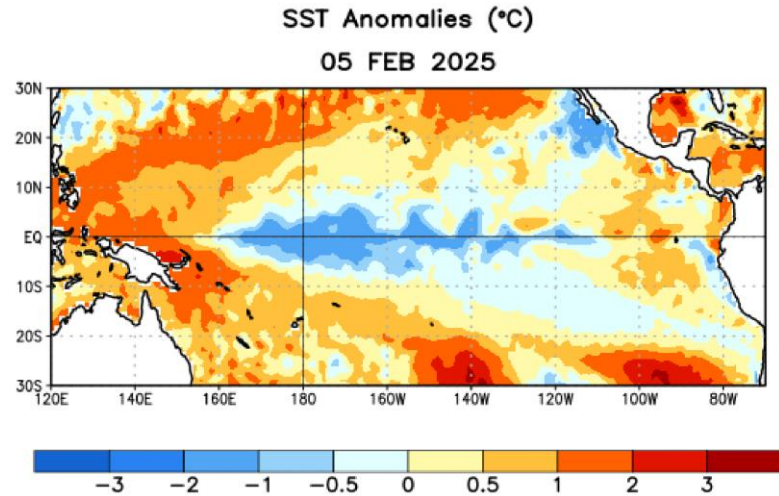 SST Anomalies (°C)
05 FEB 2025
30N
20N
10N
EQ
10S
20S
30S
120E 140E 160E 180 160W 140W 120W 100W 80W
-3 -2 -1 -0.5 0 0.5 1 2 3